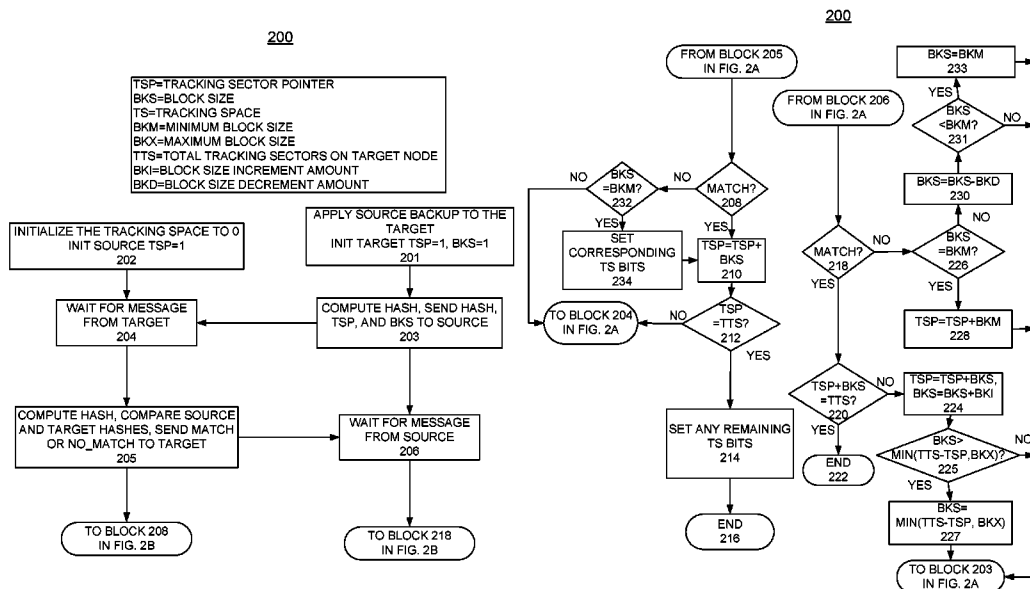 200
TSP=TRACKING SECTOR POINTER
BKS=BLOCK SIZE
TS=TRACKING SPACE
BKM=MINIMUM BLOCK SIZE
BKX=MAXIMUM BLOCK SIZE
TTS=TOTAL TRACKING SECTORS ON TARGET NODE
BKI=BLOCK SIZE INCREMENT AMOUNT
BKD=BLOCK SIZE DECREMENT AMOUNT
INITIALIZE THE TRACKING SPACE TO 0
INIT SOURCE TSP=1
202
APPLY SOURCE BACKUP TO THE
TARGET
INIT TARGET TSP=1, BKS=1
201
WAIT FOR MESSAGE
FROM TARGET
204
COMPUTE HASH, SEND HASH,
TSP, AND BKS TO SOURCE
203
COMPUTE HASH, COMPARE SOURCE
AND TARGET HASHES, SEND MATCH
OR NO_MATCH TO TARGET
205
WAIT FOR MESSAGE
FROM SOURCE
206
TO BLOCK 208
IN FIG. 2B
TO BLOCK 218
IN FIG. 2B
200
FROM BLOCK 205
IN FIG. 2A
MATCH?
208
NO
YES
BKS
=BKM?
232
NO
YES
SET
CORRESPONDING
TS BITS
234
TSP=TSP+
BKS
210
TSP
=TTS?
212
NO
YES
TO BLOCK 204
IN FIG. 2A
SET ANY REMAINING
TS BITS
214
END
216
FROM BLOCK 206
IN FIG. 2A
MATCH?
218
NO
YES
BKS
=BKM?
226
NO
YES
BKS=BKS-BKD
230
BKS
<BKM?
231
YES
NO
BKS=BKM
233
TSP=TSP+BKM
228
TSP+BKS
=TTS?
220
NO
YES
END
222
TSP=TSP+BKS,
BKS=BKS+BKI
224
BKS>
MIN(TTS-TSP,BKX)?
225
NO
YES
BKS=
MIN(TTS-TSP, BKX)
227
TO BLOCK 203
IN FIG. 2A